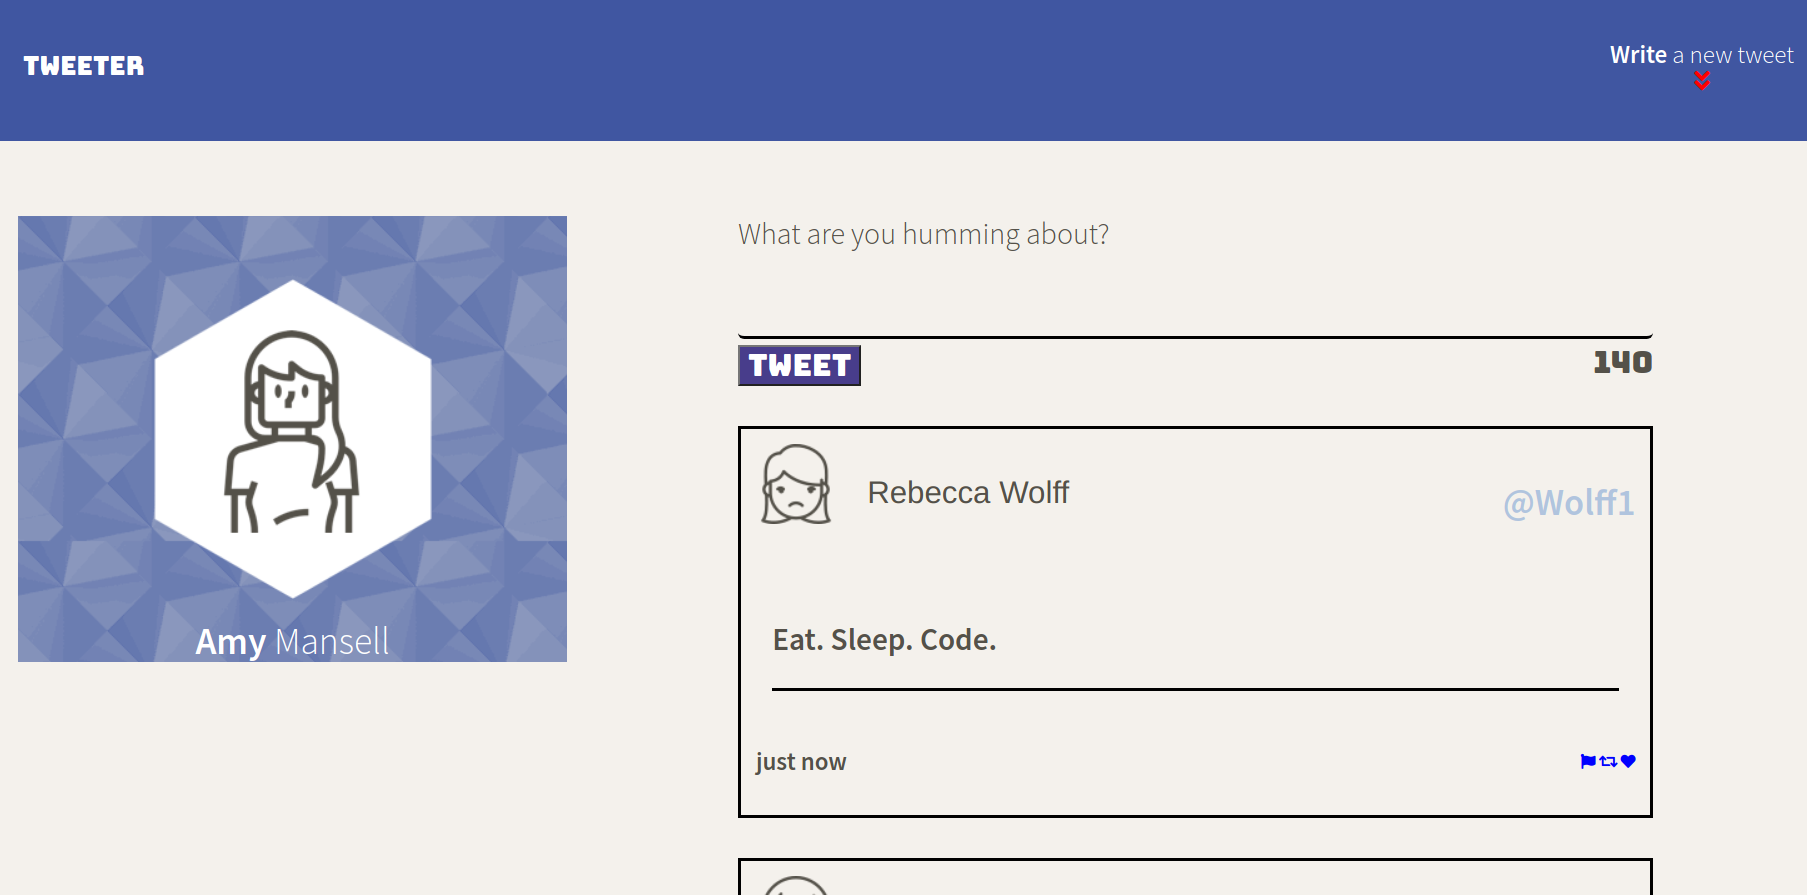 TWEETER
Write a new tweet
Amy Mansell
What are you humming about?
TWEET
140
Rebecca Wolff
@Wolff1
Eat. Sleep. Code.
just now